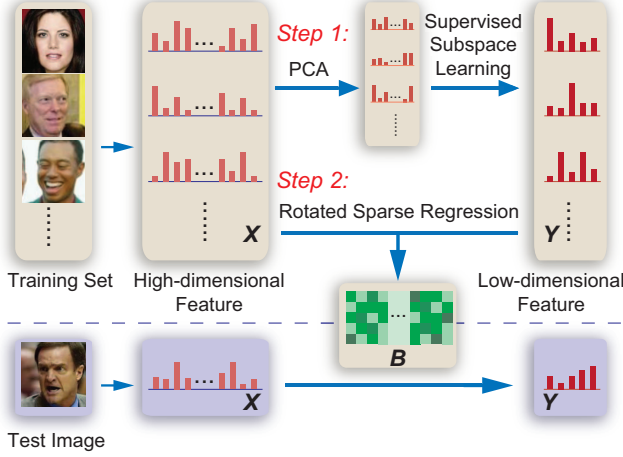 Step 1:
PCA
Supervised
Subspace
Learning
Step 2:
Rotated Sparse Regression
X
Y
Training Set
High-dimensional
Feature
Low-dimensional
Feature
B
X
Y
Test Image